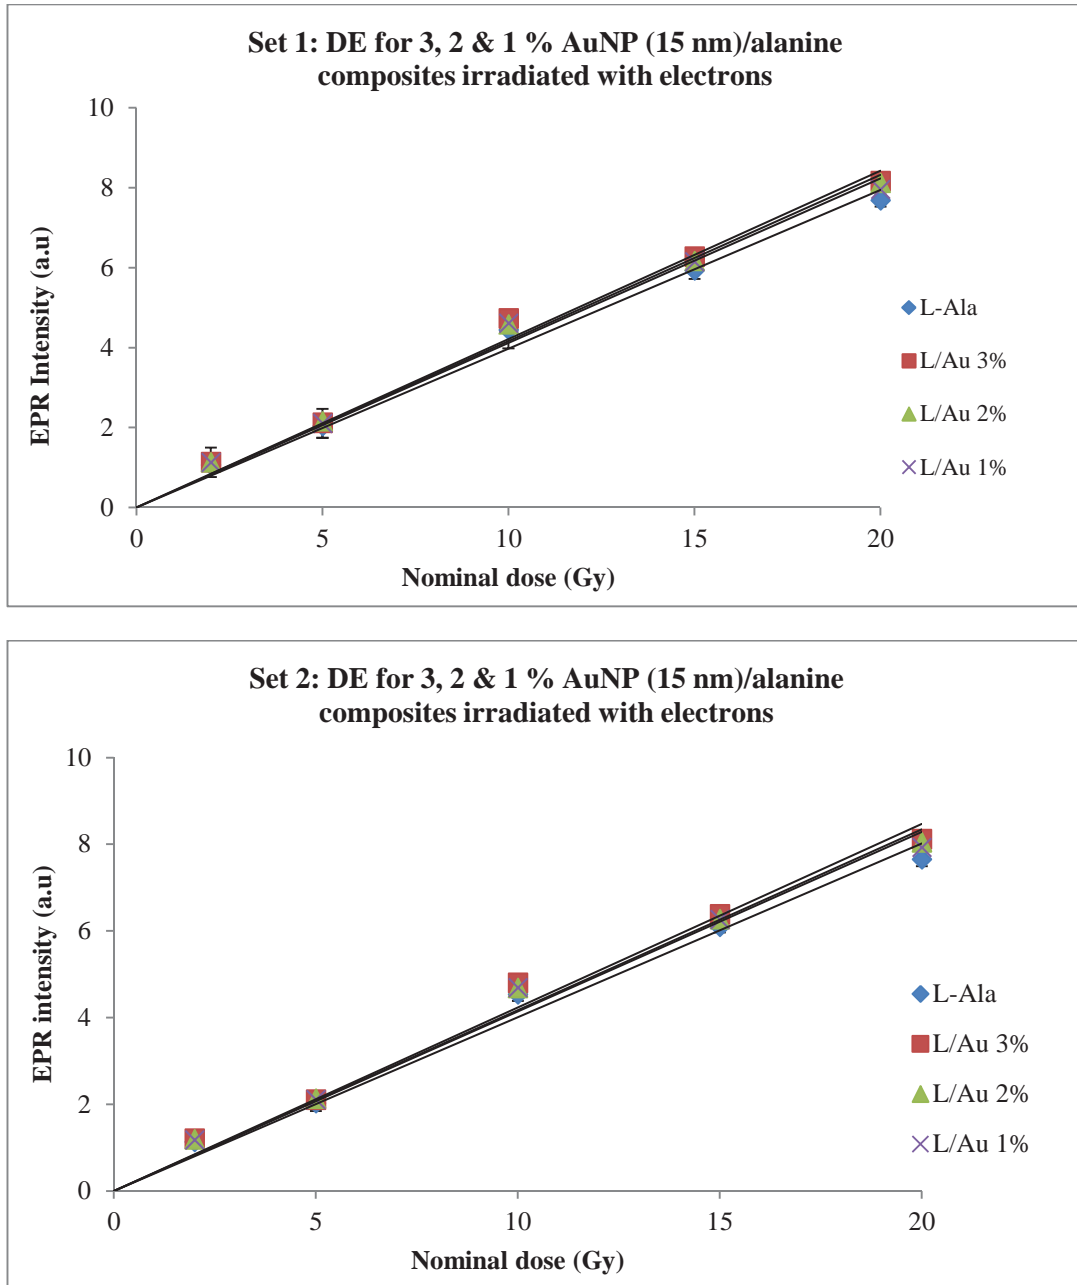 Set 1: DE for 3, 2 & 1 % AuNP (15 nm)/alanine
composites irradiated with electrons
10
8
6
4
2
0
EPR Intensity (a.u)
0 5 10 15 20
Nominal dose (Gy)
L-Ala
L/Au 3%
L/Au 2%
L/Au 1%
Set 2: DE for 3, 2 & 1 % AuNP (15 nm)/alanine
composites irradiated with electrons
10
8
6
4
2
0
EPR intensity (a.u)
0 5 10 15 20
Nominal dose (Gy)
L-Ala
L/Au 3%
L/Au 2%
L/Au 1%